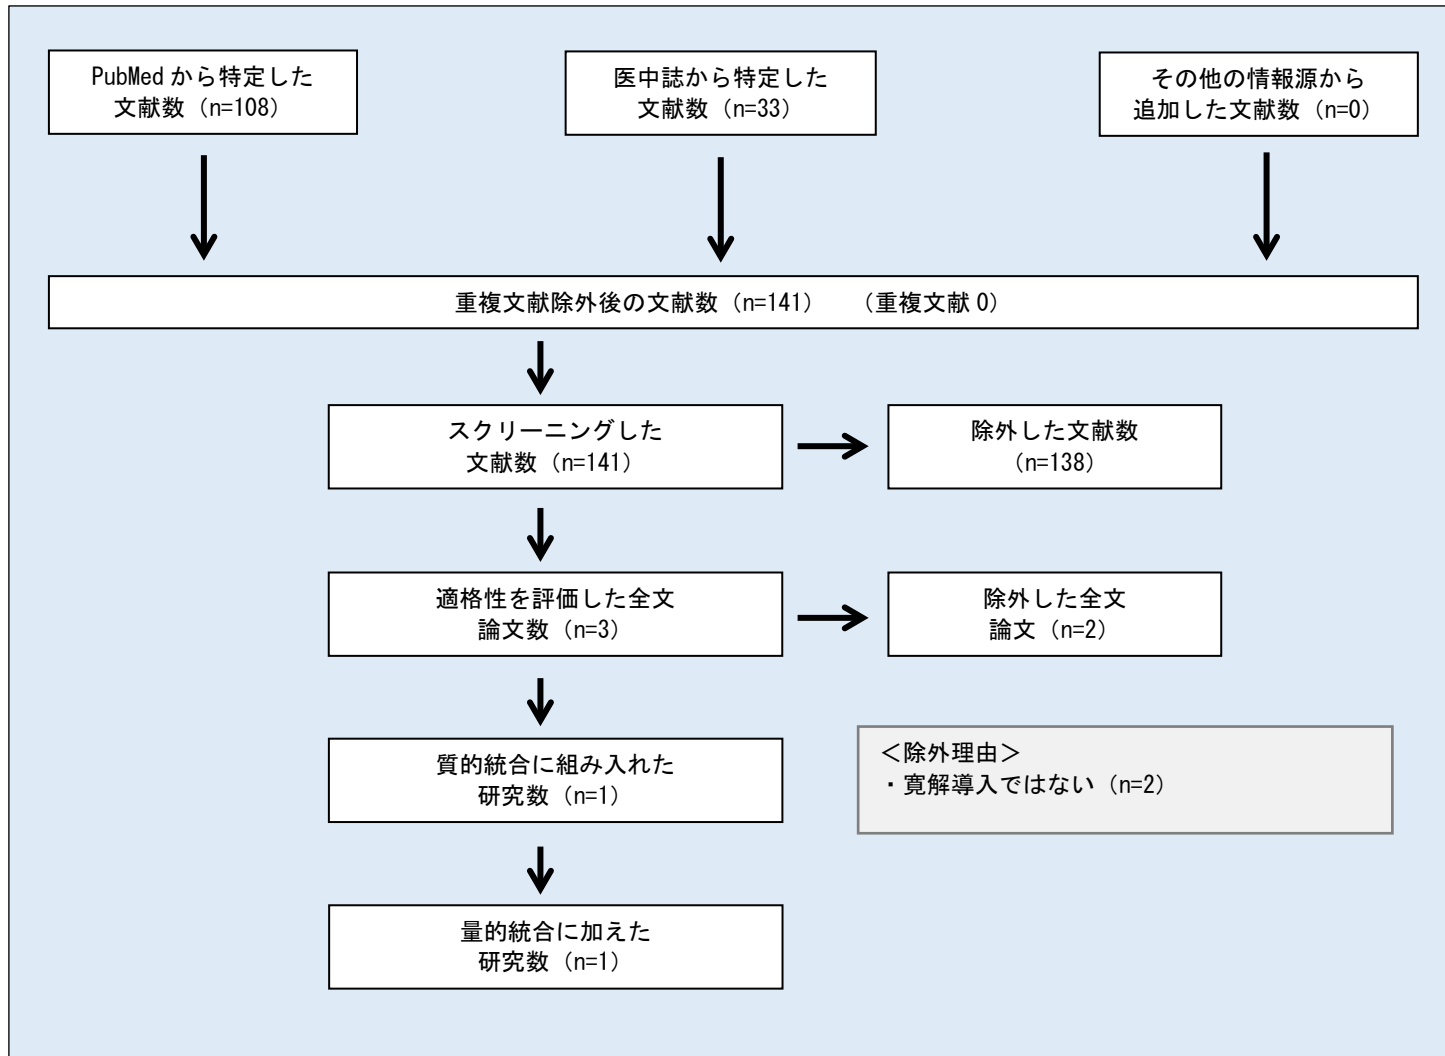 PubMed から特定した
文献数（n=108）
医中誌から特定した
文献数（n=33）
その他の情報源から
追加した文献数（n=0）
重複文献除外後の文献数（n=141）　（重複文献 0）
スクリーニングした
文献数（n=141）
除外した文献数
（n=138）
適格性を評価した全文
論文数（n=3）
除外した全文
論文（n=2）
質的統合に組み入れた
研究数（n=1）
＜除外理由＞
・寛解導入ではない（n=2）
量的統合に加えた
研究数（n=1）